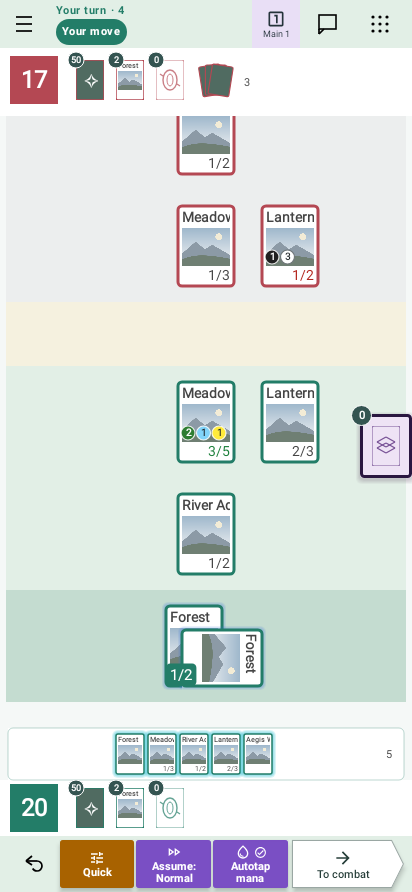 Your turn · 4
Your move
1
Main 1
17
50
2
orest
0
3
1/2
Meadow
1/3
Lantern
1
3
1/2
Meadow
2
1
1
3/5
Lantern
2/3
0
River Ac
1/2
Forest
1/2
Forest
Forest
Meadow
1/3
River Ac
1/2
Lantern
2/3
Aegis
5
20
50
2
orest
0
Quick
Assume:
Normal
Autotap
mana
To combat